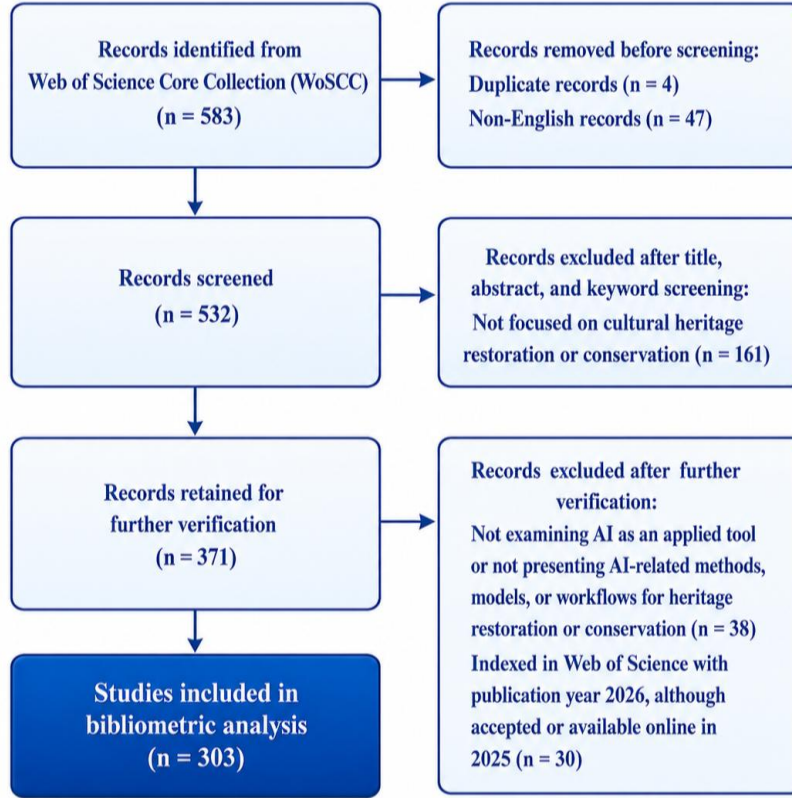 Records identified from
Web of Science Core Collection (WoSCC)
(n = 583)
Records removed before screening:
Duplicate records (n = 4)
Non-English records (n = 47)
Records screened
(n = 532)
Records excluded after title,
abstract, and keyword screening:
Not focused on cultural heritage
restoration or conservation (n = 161)
Records retained for
further verification
(n = 371)
Records excluded after further
verification:
Not examining AI as an applied tool
or not presenting AI-related methods,
models, or workflows for heritage
restoration or conservation (n = 38)
Indexed in Web of Science with
publication year 2026, although
accepted or available online in
2025 (n = 30)
Studies included in
bibliometric analysis
(n = 303)